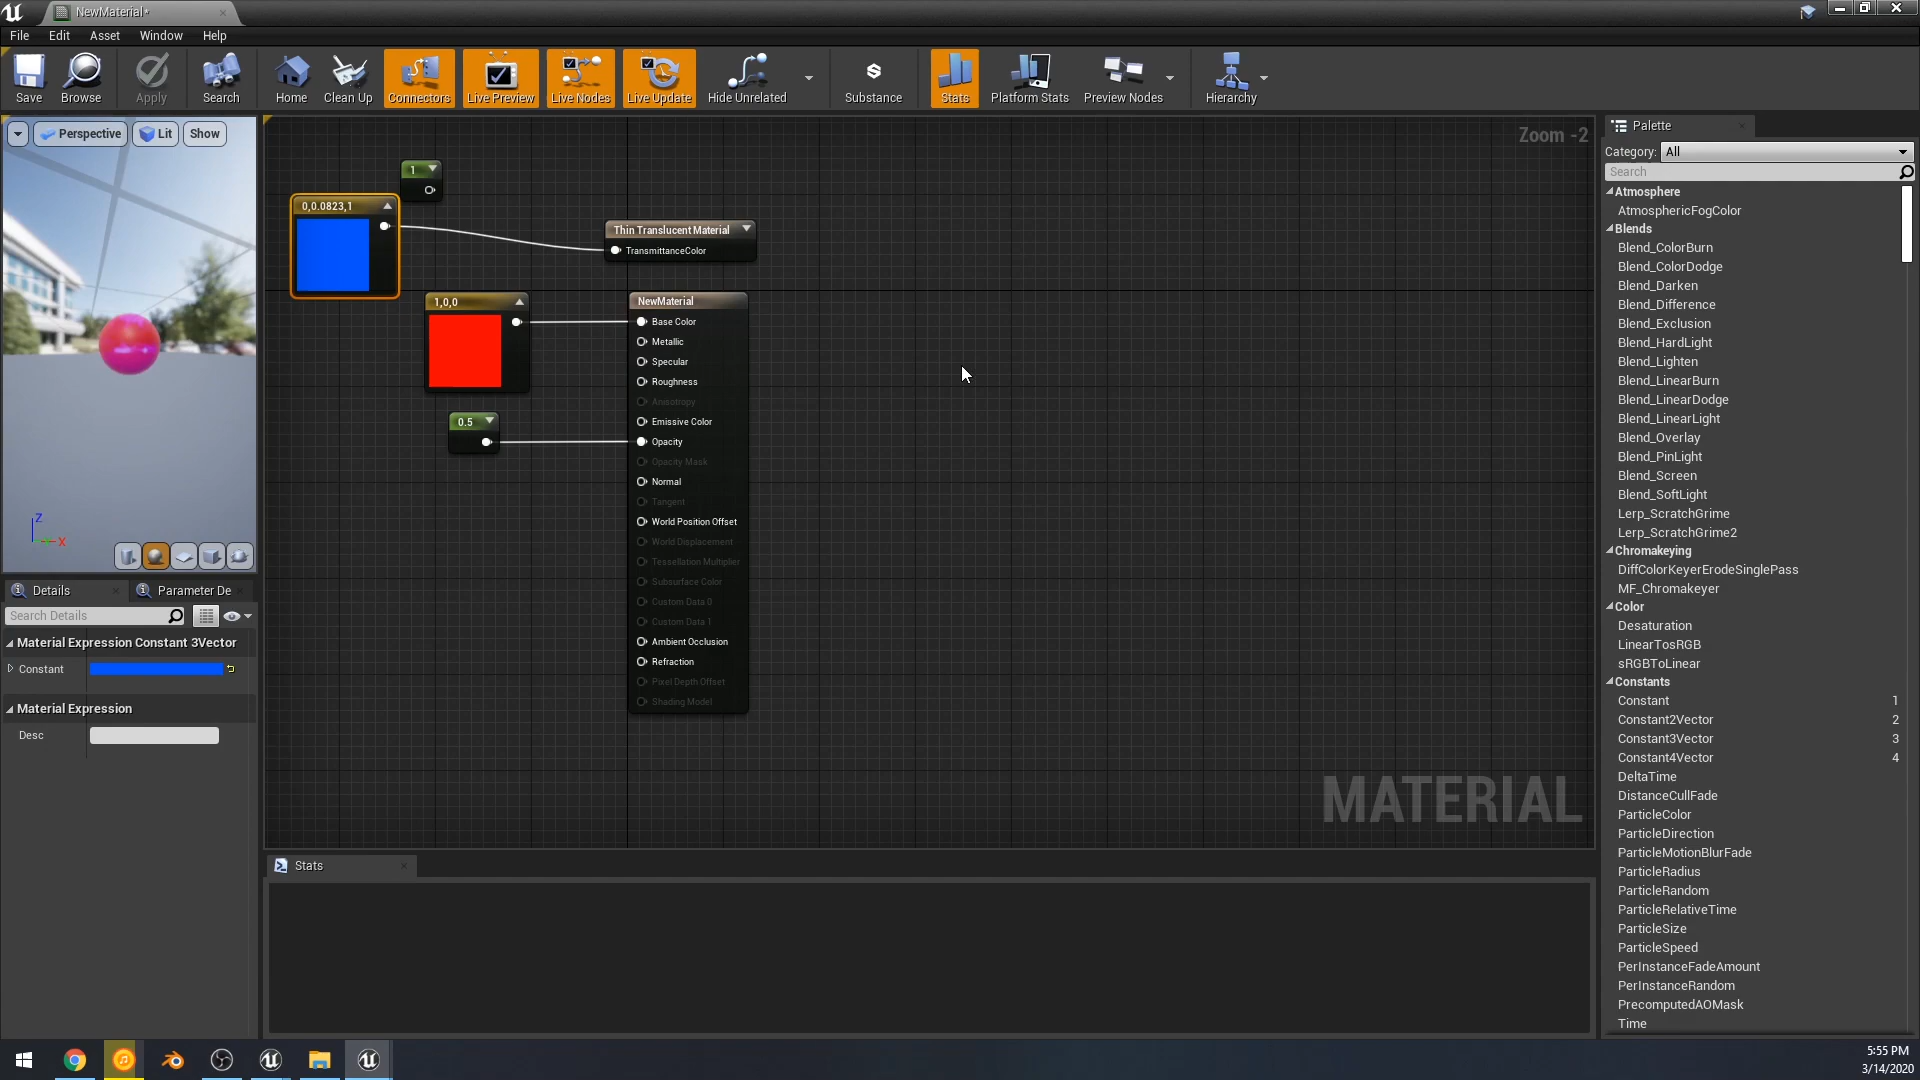 NewMaterial*
File Edit Asset Window Help
Save Browse Apply Search Home Clean Up Connectors Live Preview Live Nodes Live Update Hide Unrelated Substance Stats Platform Stats Preview Nodes Hierarchy
Perspective Lit Show
Zoom -2
1
0,0.0823,1
Thin Translucent Material
TransmittanceColor
1,0,0
0.5
NewMaterial
Base Color
Metallic
Specular
Roughness
Anisotropy
Emissive Color
Opacity
Opacity Mask
Normal
Tangent
World Position Offset
World Displacement
Tessellation Multiplier
Subsurface Color
Custom Data 0
Custom Data 1
Ambient Occlusion
Refraction
Pixel Depth Offset
Shading Model
MATERIAL
Z
X
Details Parameter De
Search Details
Material Expression Constant 3Vector
Constant
Material Expression
Desc
Stats
Palette
Category: All
Search
Atmosphere
AtmosphericFogColor
Blends
Blend_ColorBurn
Blend_ColorDodge
Blend_Darken
Blend_Difference
Blend_Exclusion
Blend_HardLight
Blend_Lighten
Blend_LinearBurn
Blend_LinearDodge
Blend_LinearLight
Blend_Overlay
Blend_PinLight
Blend_Screen
Blend_SoftLight
Lerp_ScratchGrime
Lerp_ScratchGrime2
Chromakeying
DiffColorKeyerErodeSinglePass
MF_Chromakeyer
Color
Desaturation
LinearTosRGB
sRGBToLinear
Constants
Constant 1
Constant2Vector 2
Constant3Vector 3
Constant4Vector 4
DeltaTime
DistanceCullFade
ParticleColor
ParticleDirection
ParticleMotionBlurFade
ParticleRadius
ParticleRandom
ParticleRelativeTime
ParticleSize
ParticleSpeed
PerInstanceFadeAmount
PerInstanceRandom
PrecomputedAOMask
Time
5:55 PM
3/14/2020